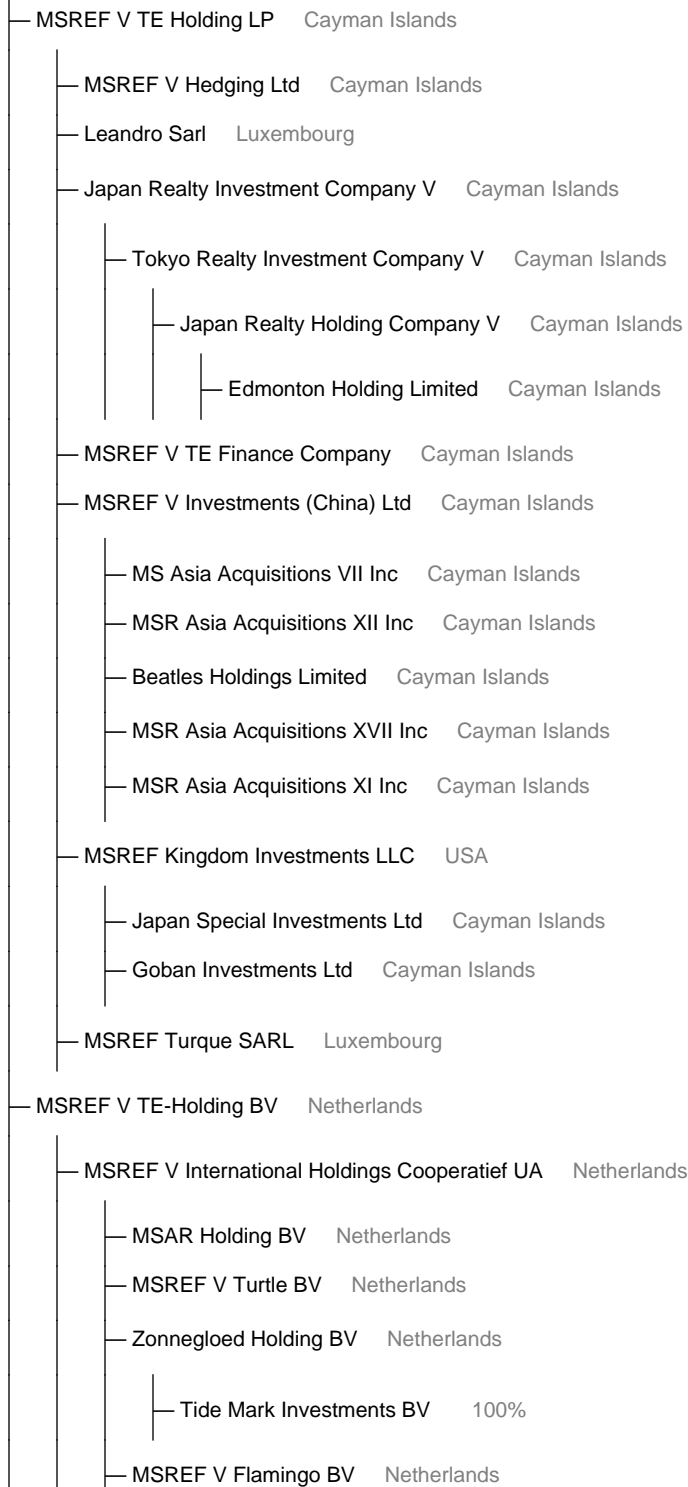 MSREF V TE Holding LP Cayman Islands
MSREF V Hedging Ltd Cayman Islands
Leandro Sarl Luxembourg
Japan Realty Investment Company V Cayman Islands
Tokyo Realty Investment Company V Cayman Islands
Japan Realty Holding Company V Cayman Islands
Edmonton Holding Limited Cayman Islands
MSREF V TE Finance Company Cayman Islands
MSREF V Investments (China) Ltd Cayman Islands
MS Asia Acquisitions VII Inc Cayman Islands
MSR Asia Acquisitions XII Inc Cayman Islands
Beatles Holdings Limited Cayman Islands
MSR Asia Acquisitions XVII Inc Cayman Islands
MSR Asia Acquisitions XI Inc Cayman Islands
MSREF Kingdom Investments LLC USA
Japan Special Investments Ltd Cayman Islands
Goban Investments Ltd Cayman Islands
MSREF Turque SARL Luxembourg
MSREF V TE-Holding BV Netherlands
MSREF V International Holdings Cooperatief UA Netherlands
MSAR Holding BV Netherlands
MSREF V Turtle BV Netherlands
Zonnegloed Holding BV Netherlands
Tide Mark Investments BV 100%
MSREF V Flamingo BV Netherlands